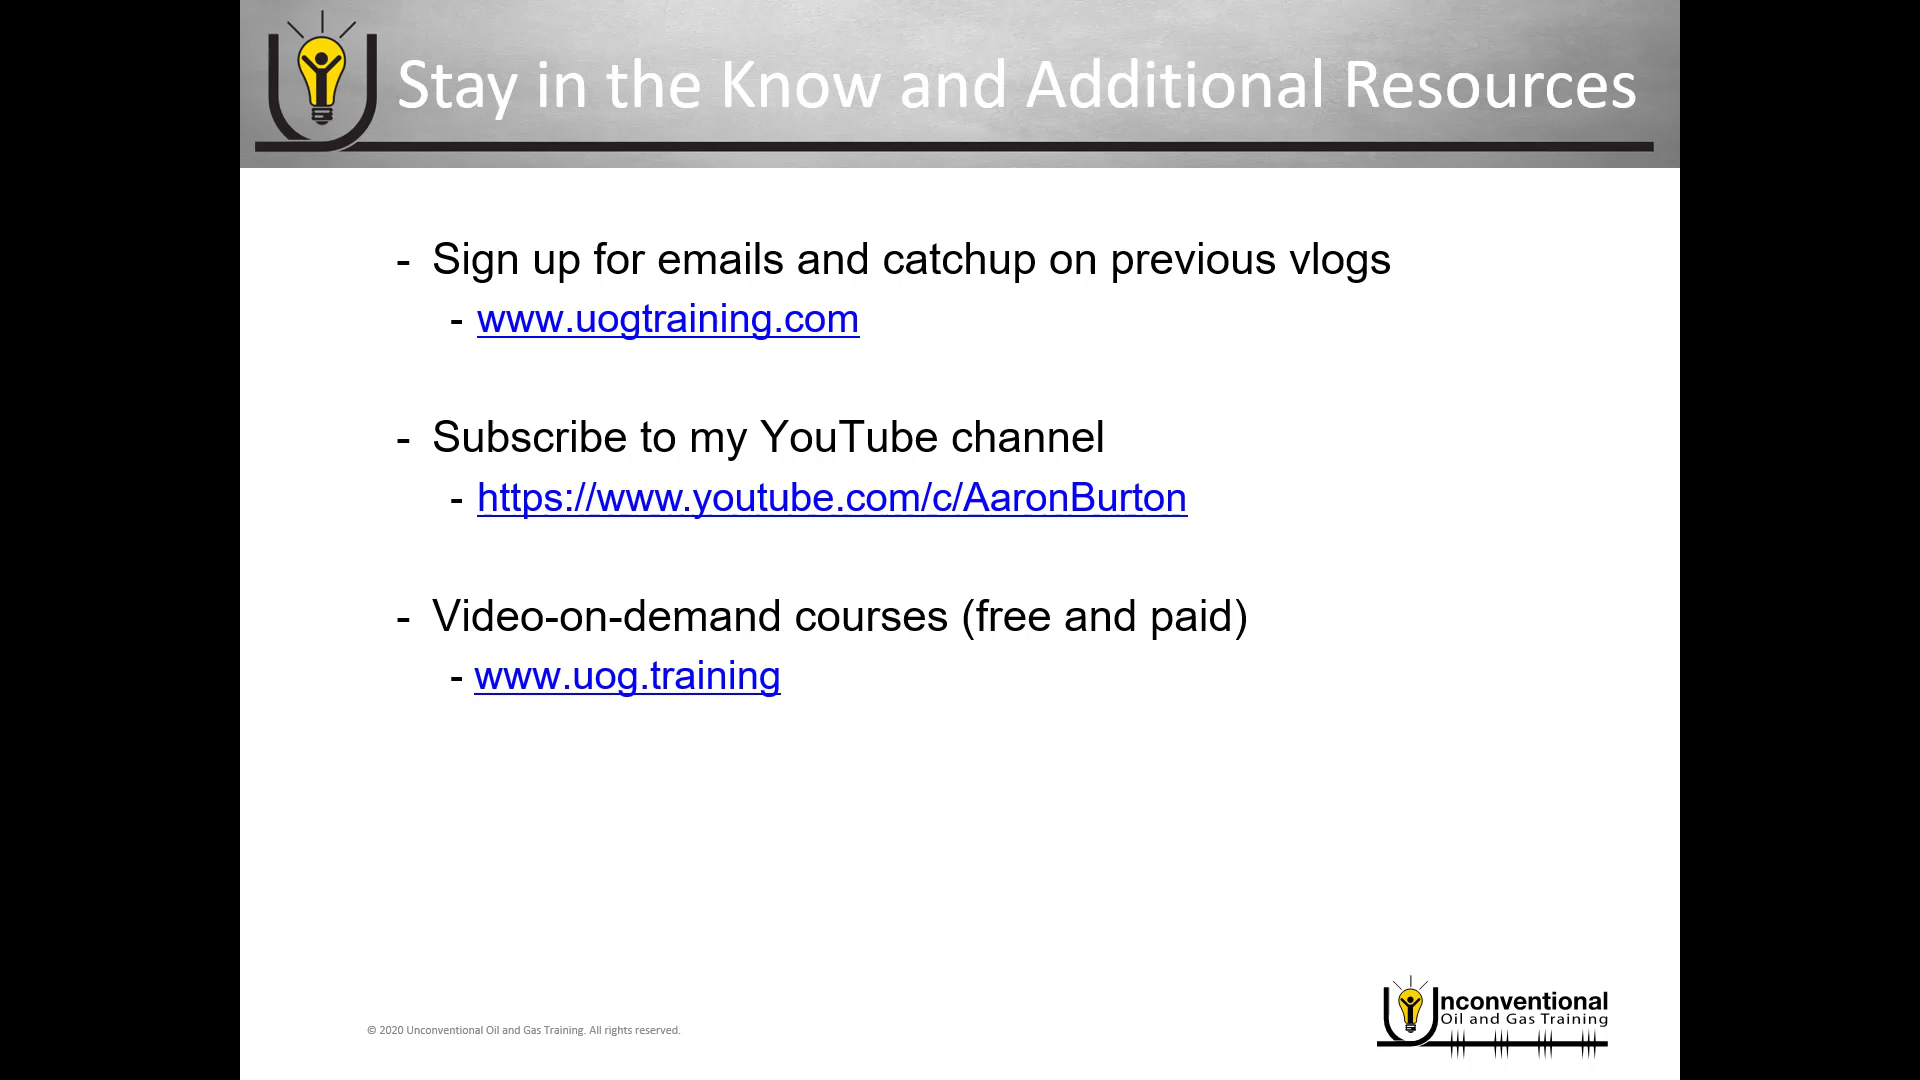 Stay in the Know and Additional Resources
- Sign up for emails and catchup on previous vlogs
- www.uogtraining.com
- Subscribe to my YouTube channel
- https://www.youtube.com/c/AaronBurton
- Video-on-demand courses (free and paid)
- www.uog.training
© 2020 Unconventional Oil and Gas Training. All rights reserved.
Unconventional
Oil and Gas Training